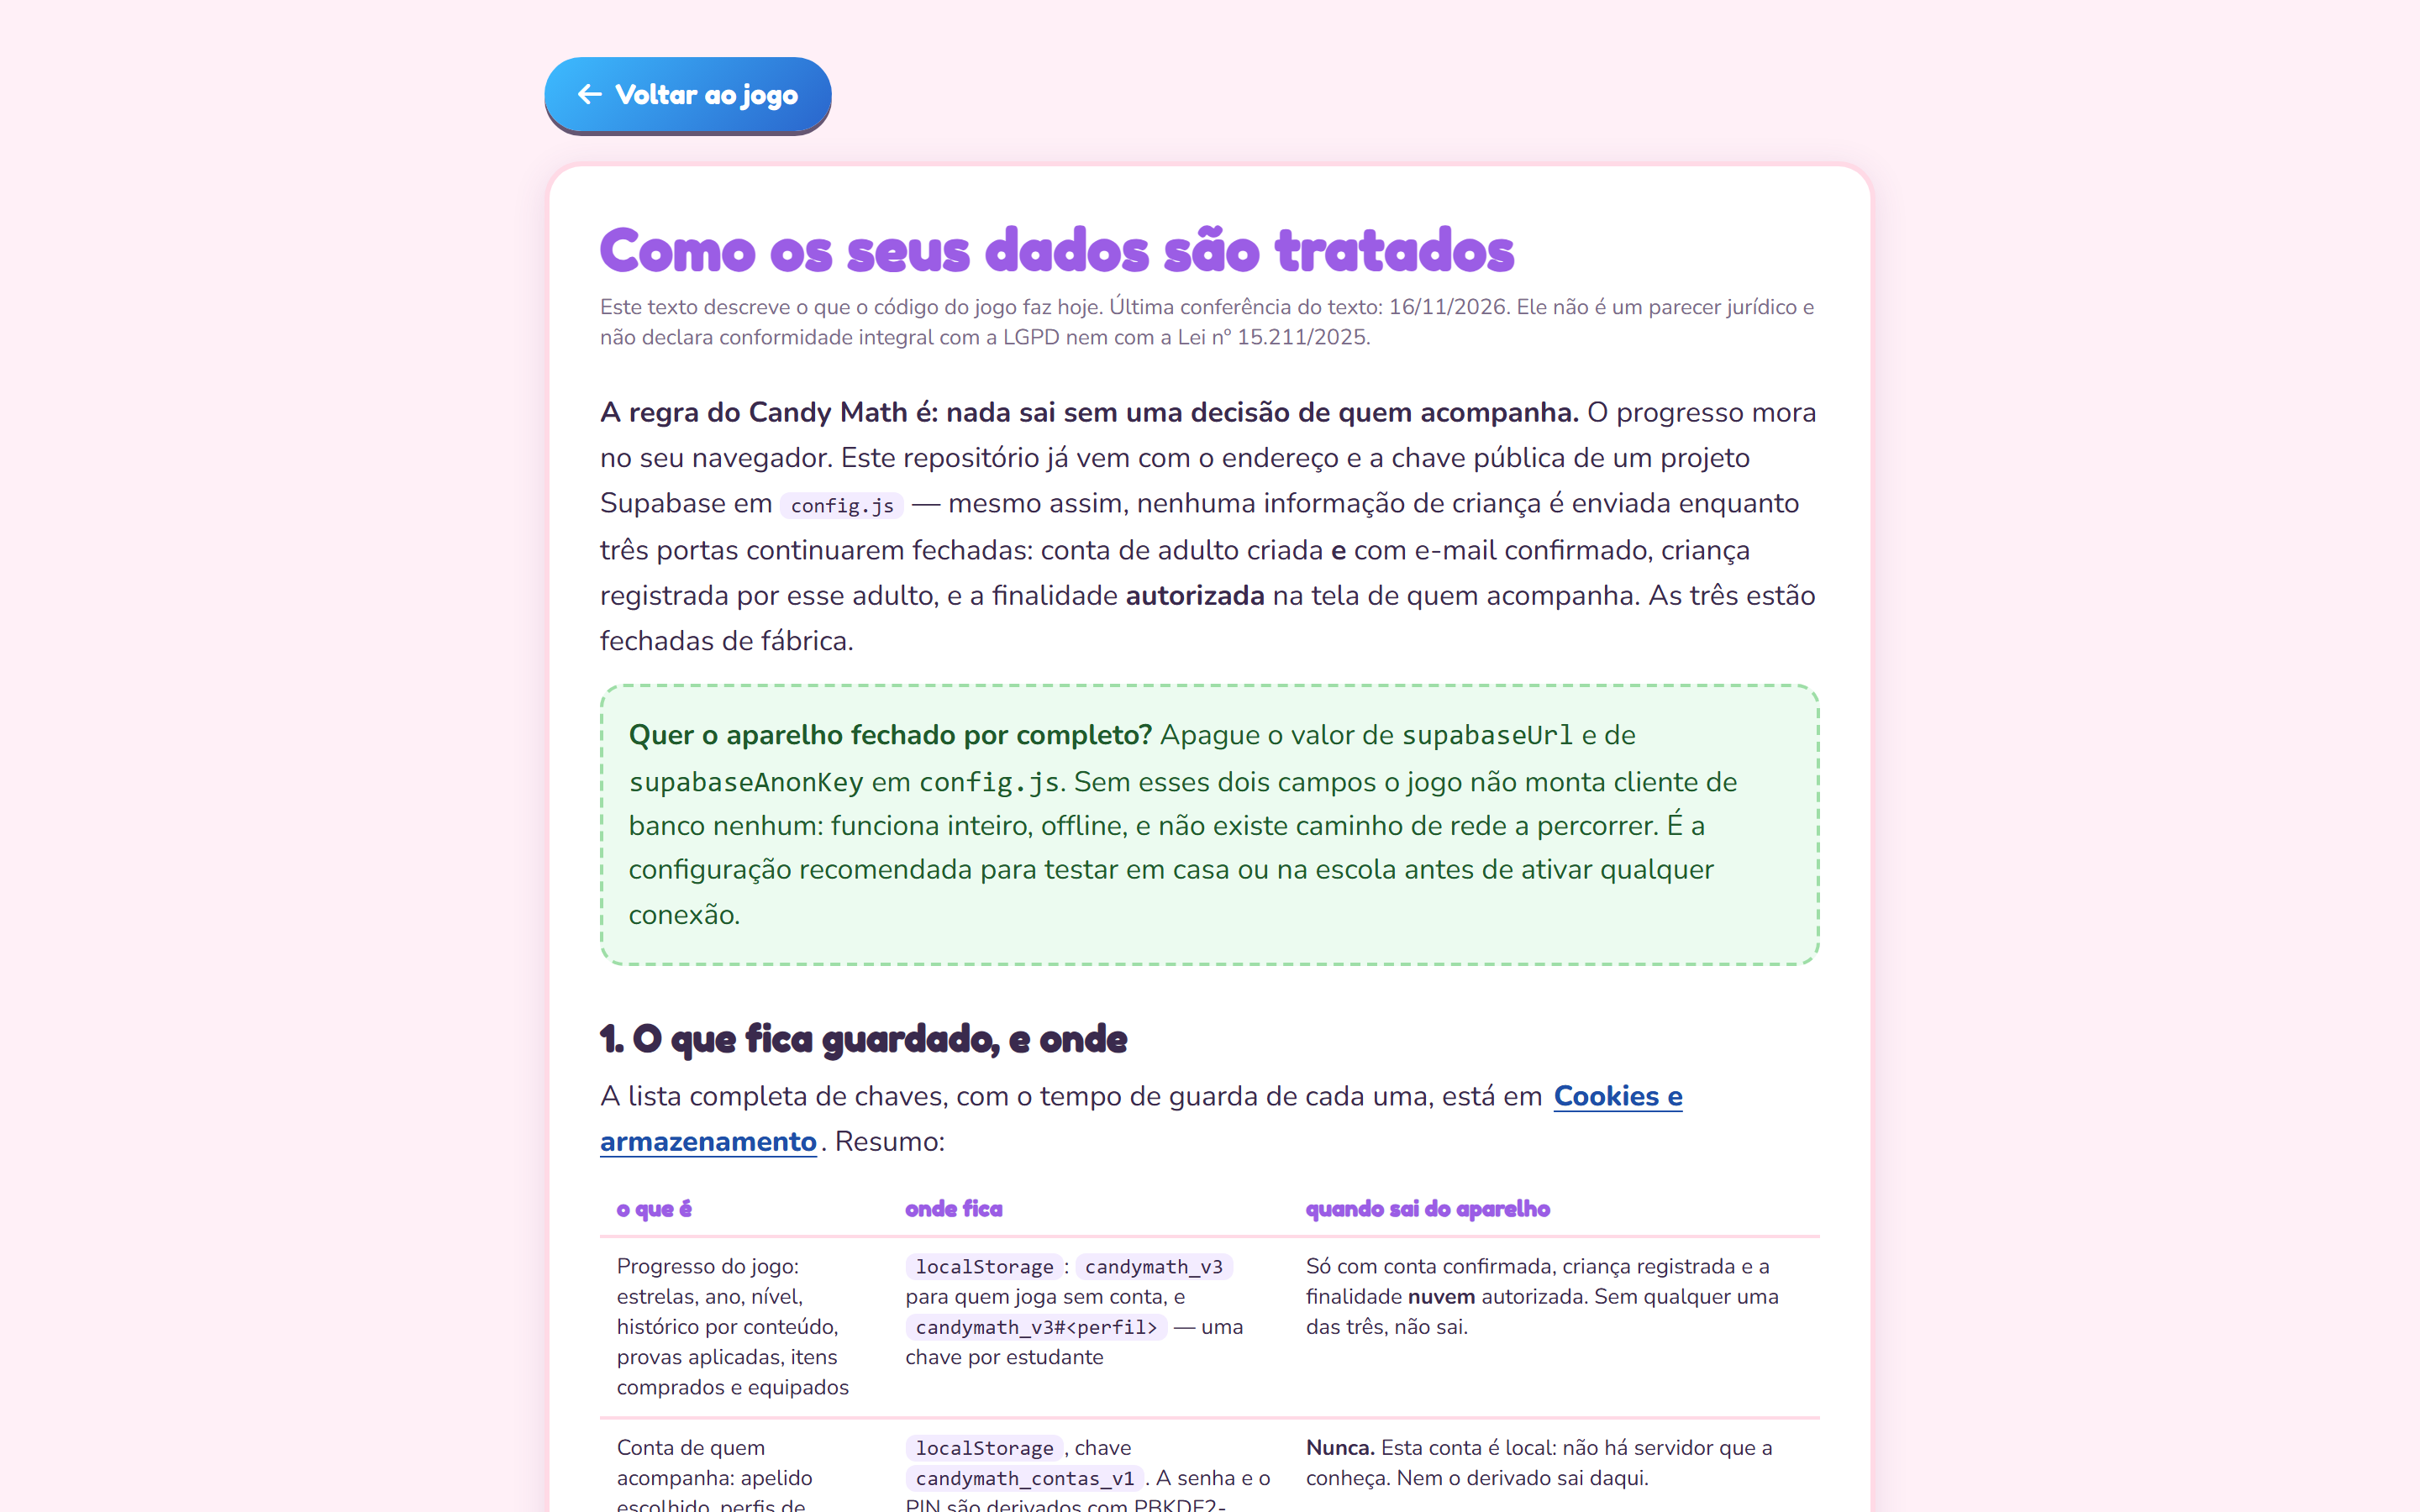 ← Voltar ao jogo
Como os seus dados são tratados
Este texto descreve o que o código do jogo faz hoje. Última conferência do texto: 16/11/2026. Ele não é um parecer jurídico e
não declara conformidade integral com a LGPD nem com a Lei nº 15.211/2025.
A regra do Candy Math é: nada sai sem uma decisão de quem acompanha. O progresso mora
no seu navegador. Este repositório já vem com o endereço e a chave pública de um projeto
Supabase em config.js — mesmo assim, nenhuma informação de criança é enviada enquanto
três portas continuarem fechadas: conta de adulto criada e com e-mail confirmado, criança
registrada por esse adulto, e a finalidade autorizada na tela de quem acompanha. As três estão
fechadas de fábrica.
Quer o aparelho fechado por completo? Apague o valor de supabaseUrl e de
supabaseAnonKey em config.js. Sem esses dois campos o jogo não monta cliente de
banco nenhum: funciona inteiro, offline, e não existe caminho de rede a percorrer. É a
configuração recomendada para testar em casa ou na escola antes de ativar qualquer
conexão.
1. O que fica guardado, e onde
A lista completa de chaves, com o tempo de guarda de cada uma, está em Cookies e
armazenamento. Resumo:
o que é
onde fica
quando sai do aparelho
Progresso do jogo:
estrelas, ano, nível,
histórico por conteúdo,
provas aplicadas, itens
comprados e equipados
localStorage: candymath_v3
para quem joga sem conta, e
candymath_v3#<perfil> — uma
chave por estudante
Só com conta confirmada, criança registrada e a
finalidade nuvem autorizada. Sem qualquer uma
das três, não sai.
Conta de quem
acompanha: apelido
escolhido, perfis de
localStorage, chave
candymath_contas_v1. A senha e o
PIN são derivados com PBKDF2-
Nunca. Esta conta é local: não há servidor que a
conheça. Nem o derivado sai daqui.